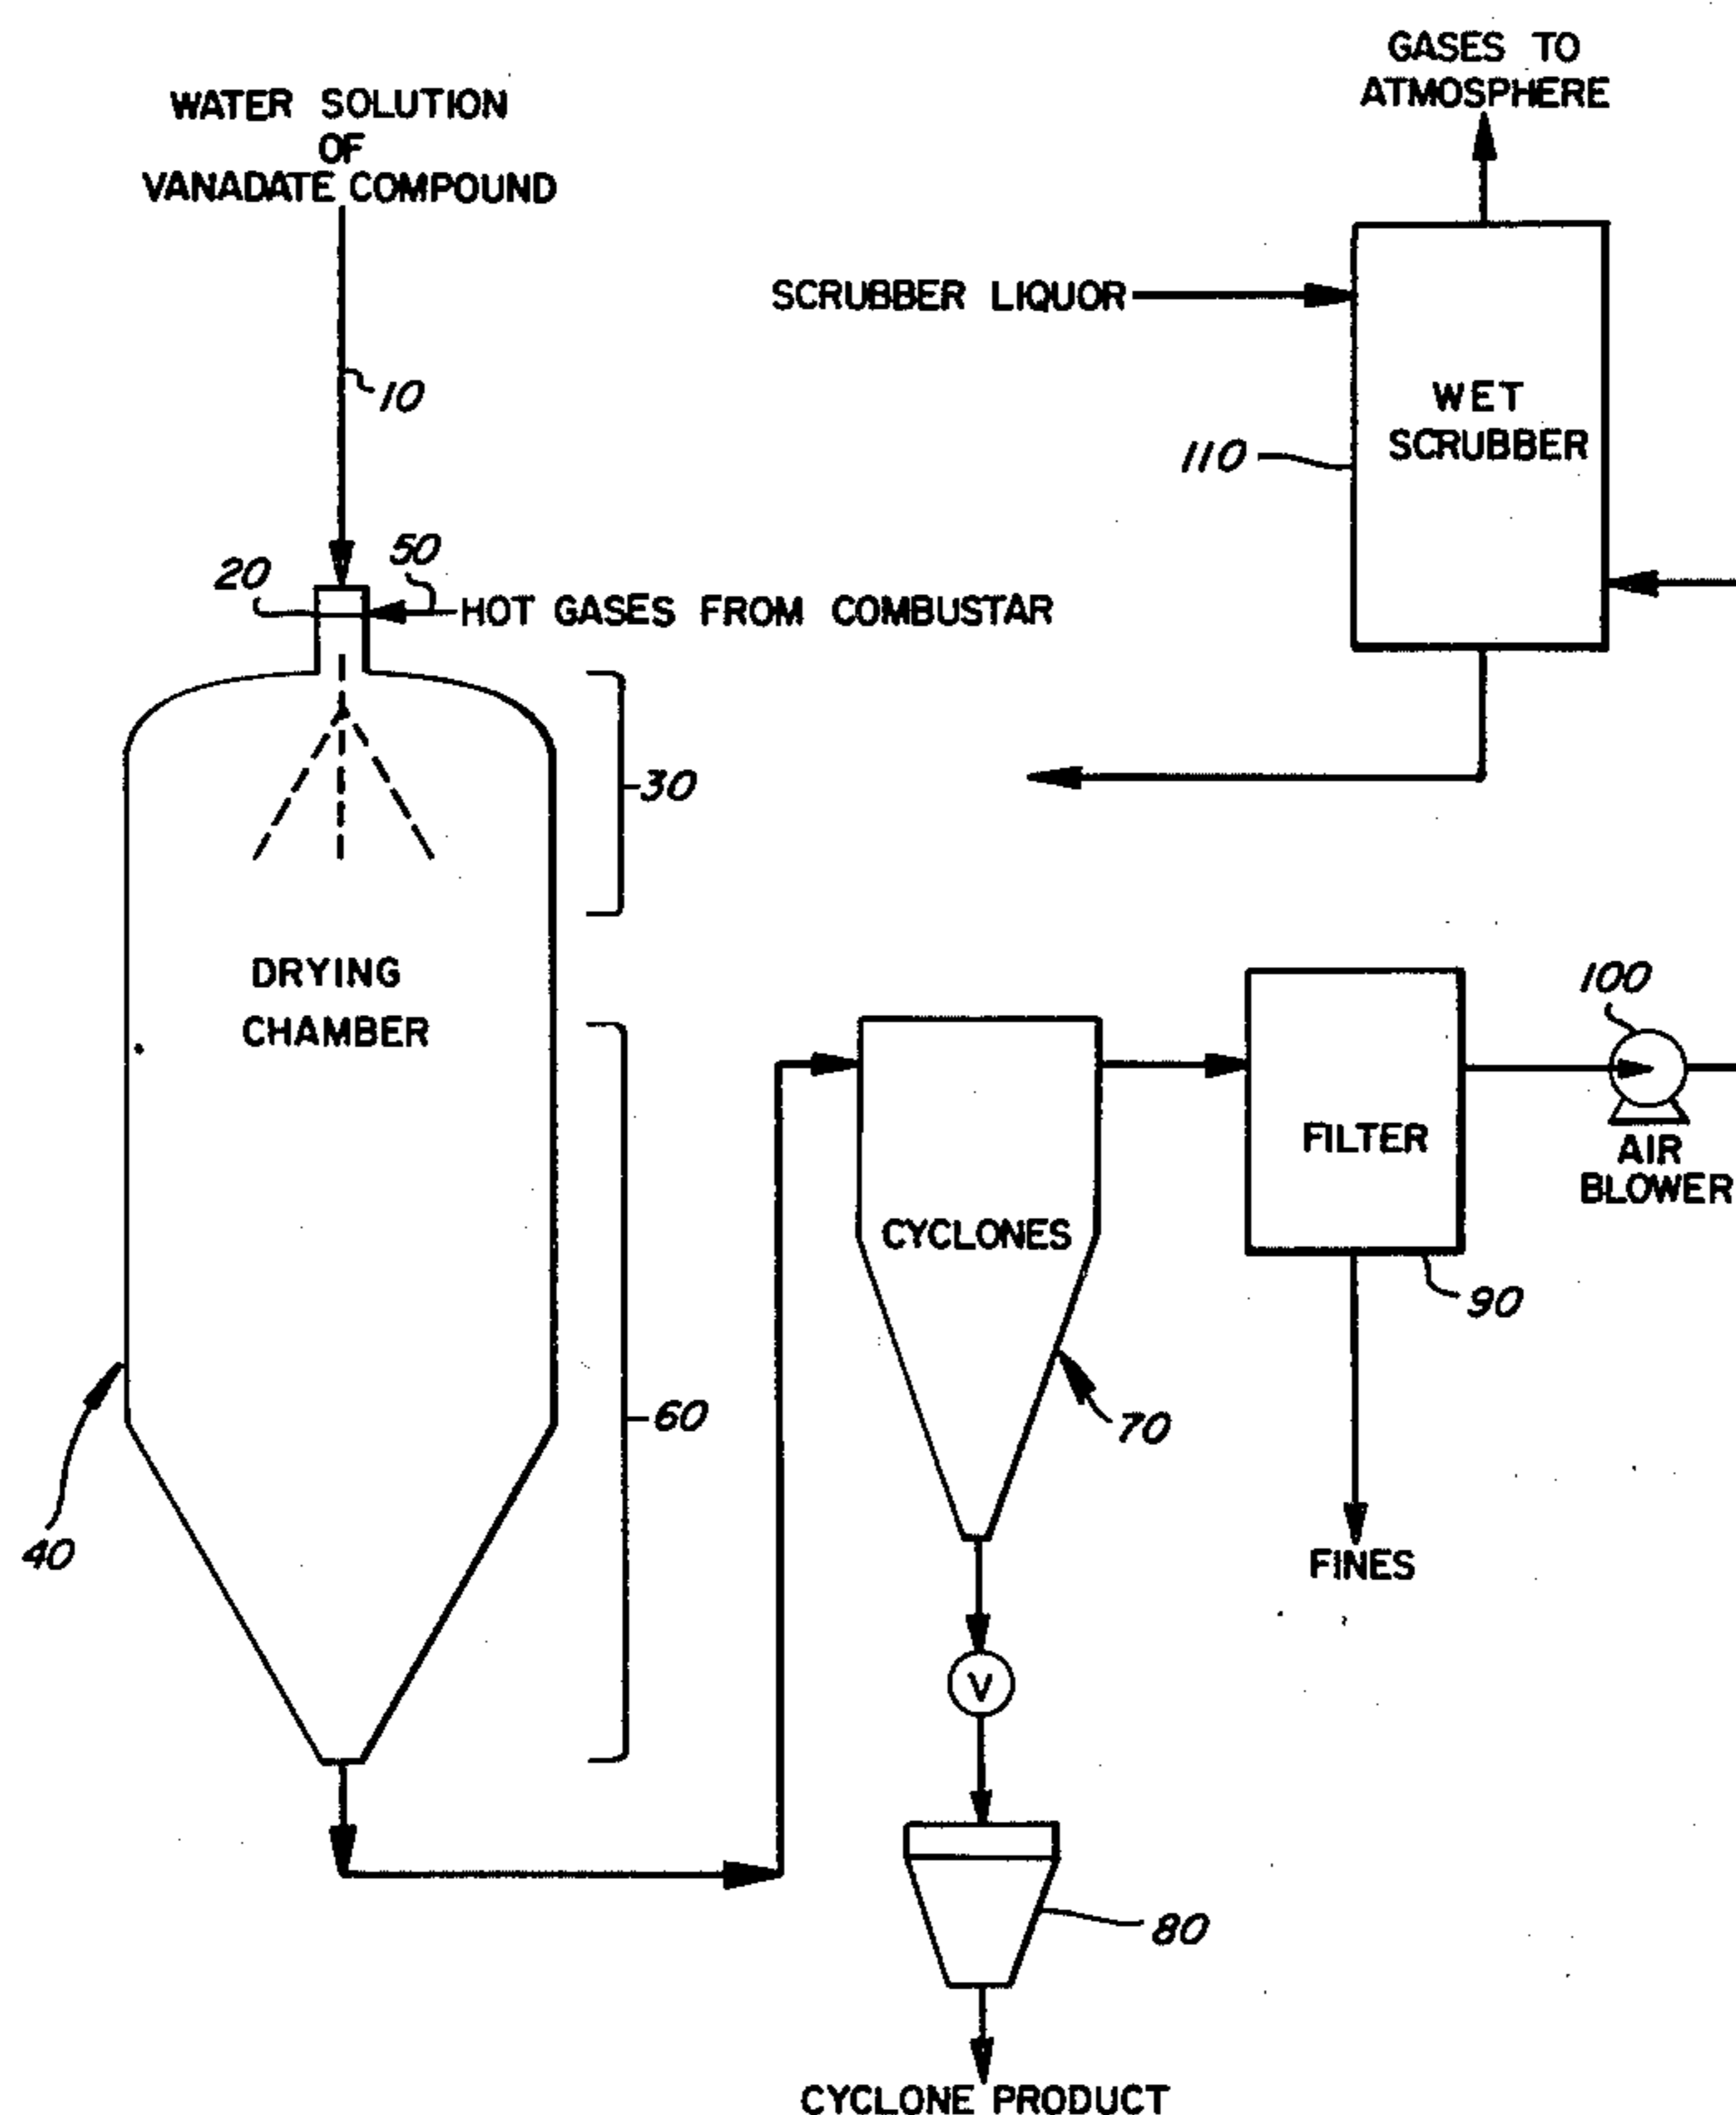 GASES TO
ATMOSPHERE
WATER SOLUTION
OF
VANADATE COMPOUND
SCRUBBER LIQUOR
WET
SCRUBBER
10
110
50
20
HOT GASES FROM COMBUSTAR
30
DRYING
CHAMBER
100
AIR
BLOWER
FILTER
CYCLONES
90
60
70
40
FINES
V
80
CYCLONE PRODUCT